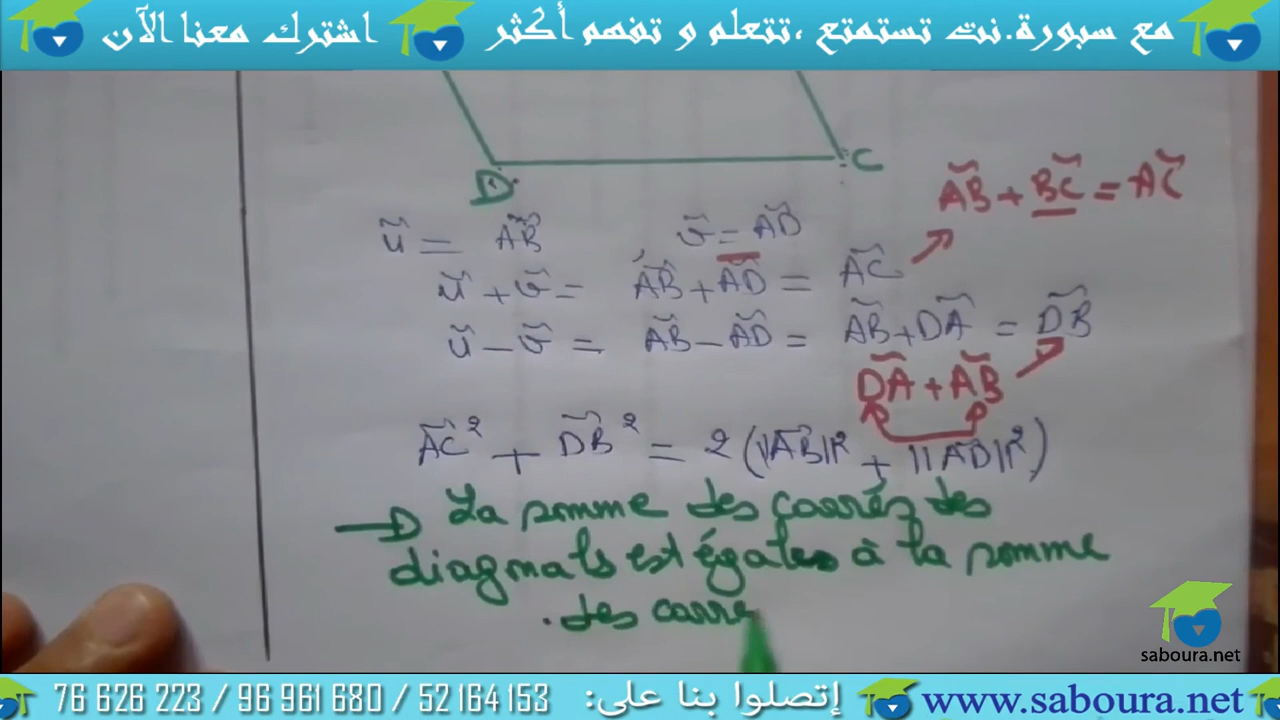 مع سبورة.نت تستمتع ،تتعلم و تفهم أكثر اشترك معنا الآن
D C
AB + BC = AC
u = AB v = AD
u + v = AB + AD = AC
u - v = AB - AD = AB + DA = DB
DA + AB
AC² + DB² = 2 (||AB||² + ||AD||²)
La somme des carrés des
diagonals est égales à la somme
des carre
saboura.net
76 626 223 / 96 961 680 / 52 164 153 إتصلوا بنا على: www.saboura.net